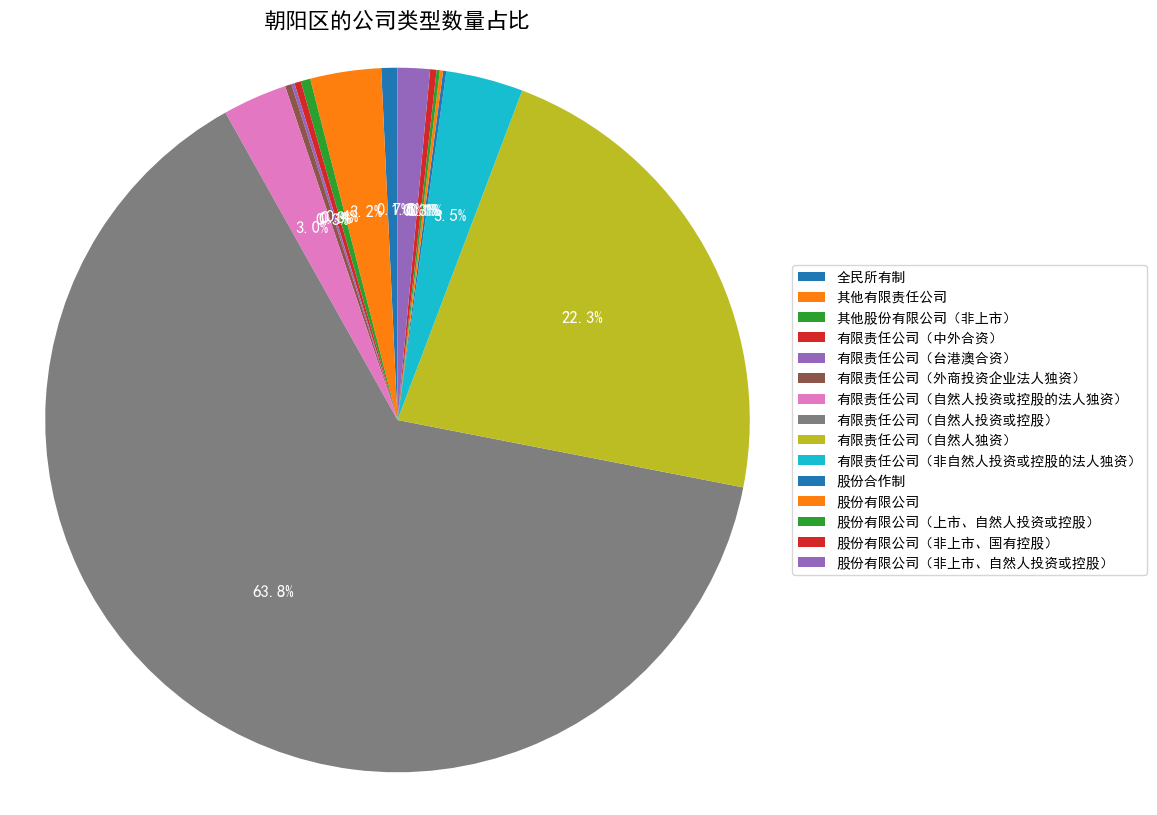 朝阳区的公司类型数量占比
3.0%
3.2%
0.7%
22.3%
63.8%
全民所有制
其他有限责任公司
其他股份有限公司（非上市）
有限责任公司（中外合资）
有限责任公司（台港澳合资）
有限责任公司（外商投资企业法人独资）
有限责任公司（自然人投资或控股的法人独资）
有限责任公司（自然人投资或控股）
有限责任公司（自然人独资）
有限责任公司（非自然人投资或控股的法人独资）
股份合作制
股份有限公司
股份有限公司（上市、自然人投资或控股）
股份有限公司（非上市、国有控股）
股份有限公司（非上市、自然人投资或控股）